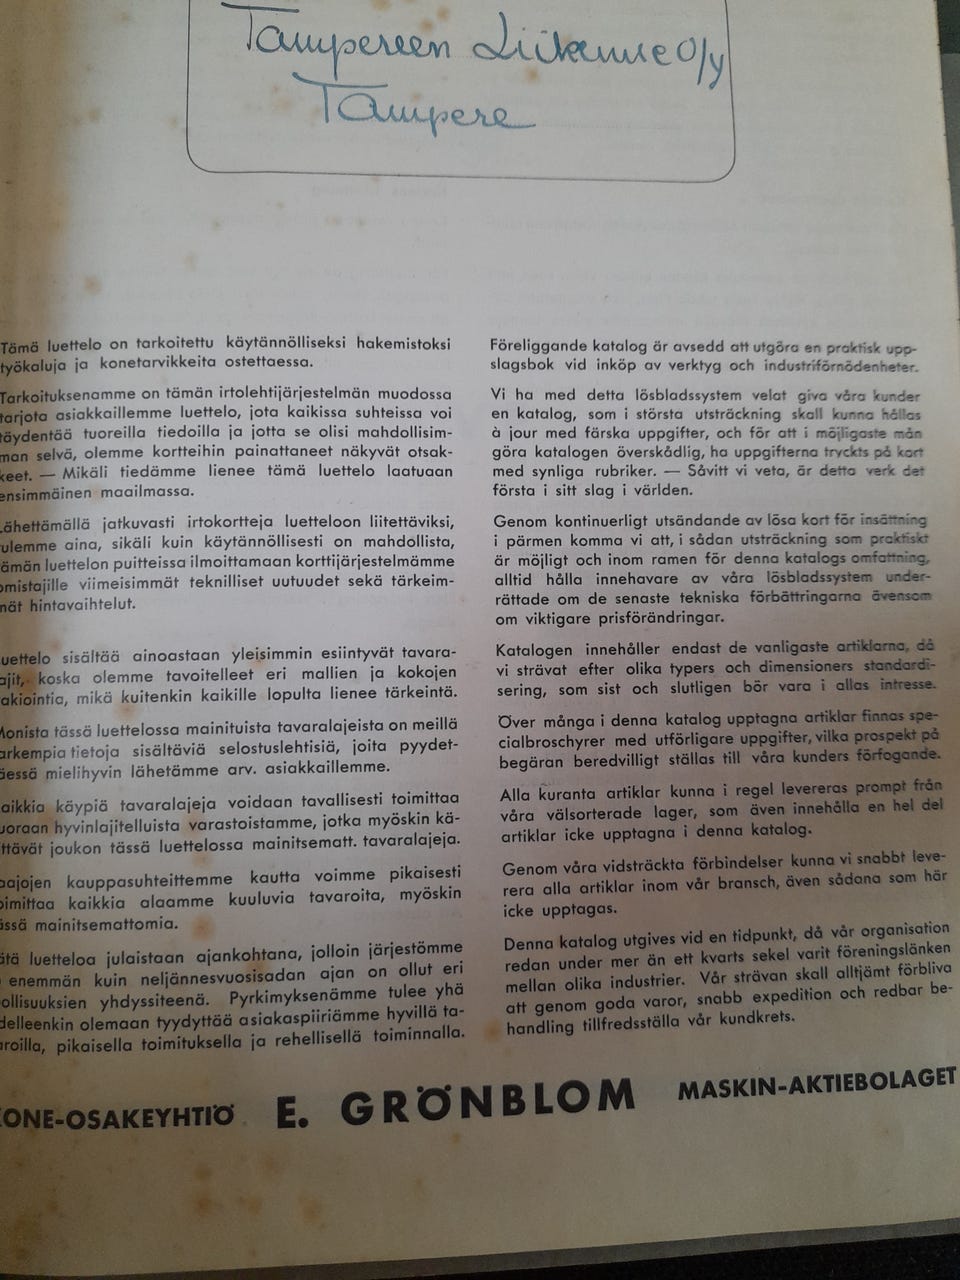 Tampereen Liikenne O/y
Tampere
Tämä luettelo on tarkoitettu käytännölliseksi hakemistoksi
työkaluja ja konetarvikkeita ostettaessa.
Tarkoituksenamme on tämän irtolehtijärjestelmän muodossa
tarjota asiakkaillemme luettelo, jota kaikissa suhteissa voi
täydentää tuoreilla tiedoilla ja jotta se olisi mahdollisim-
man selvä, olemme kortteihin painattaneet näkyvät otsak-
keet. — Mikäli tiedämme lienee tämä luettelo laatuaan
ensimmäinen maailmassa.
Lähettämällä jatkuvasti irtokortteja luetteloon liitettäviksi,
tulemme aina, sikäli kuin käytännöllisesti on mahdollista,
tämän luettelon puitteissa ilmoittamaan korttijärjestelmämme
omistajille viimeisimmät teknilliset uutuudet sekä tärkeim-
mät hintavaihtelut.
Luettelo sisältää ainoastaan yleisimmin esiintyvät tavara-
lajit, koska olemme tavoitelleet eri mallien ja kokojen
vakiointia, mikä kuitenkin kaikille lopulta lienee tärkeintä.
Monista tässä luettelossa mainituista tavaralajeista on meillä
tarkempia tietoja sisältäviä selostuslehtisiä, joita pyydet-
täessä mielihyvin lähetämme arv. asiakkaillemme.
Kaikkia käypiä tavaralajeja voidaan tavallisesti toimittaa
suoraan hyvinlajitelluista varastoistamme, jotka myöskin kä-
sittävät joukon tässä luettelossa mainitsematt. tavaralajeja.
kauppasuhteittemme kautta voimme pikaisesti
toimittaa kaikkia alaamme kuuluvia tavaroita, myöskin
tässä mainitsemattomia.
Tätä luetteloa julaistaan ajankohtana, jolloin järjestömme
jo enemmän kuin neljännesvuosisadan ajan on ollut eri
teollisuuksien yhdyssiteenä. Pyrkimyksenämme tulee yhä
edelleenkin olemaan tyydyttää asiakaspiiriämme hyvillä ta-
varoilla, pikaisella toimituksella ja rehellisellä toiminnalla.
Föreliggande katalog är avsedd att utgöra en praktisk upp-
slagsbok vid inköp av verktyg och industriförnödenheter.
Vi ha med detta lösbladssystem velat giva våra kunder
en katalog, som i största utsträckning skall kunna hållas
à jour med färska uppgifter, och för att i möjligaste mån
göra katalogen överskådlig, ha uppgifterna tryckts på kort
med synliga rubriker. — Såvitt vi veta, är detta verk det
första i sitt slag i världen.
Genom kontinuerligt utsändande av lösa kort för insättning
i pärmen komma vi att, i sådan utsträckning som praktiskt
är möjligt och inom ramen för denna katalogs omfattning,
alltid hålla innehavare av våra lösbladssystem under-
rättade om de senaste tekniska förbättringarna ävensom
om viktigare prisförändringar.
Katalogen innehåller endast de vanligaste artiklarna, då
vi strävat efter olika typers och dimensioners standardi-
sering, som sist och slutligen bör vara i allas intresse.
Över många i denna katalog upptagna artiklar finnas spe-
cialbroschyrer med utförligare uppgifter, vilka prospekt på
begäran beredvilligt ställas till våra kunders förfogande.
Alla kuranta artiklar kunna i regel levereras prompt från
våra välsorterade lager, som även innehålla en hel del
artiklar icke upptagna i denna katalog.
Genom våra vidsträckta förbindelser kunna vi snabbt leve-
rera alla artiklar inom vår bransch, även sådana som här
icke upptagas.
Denna katalog utgives vid en tidpunkt, då vår organisation
redan under mer än ett kvarts sekel varit föreningslänken
mellan olika industrier. Vår strävan skall alltjämt förbliva
att genom goda varor, snabb expedition och redbar be-
handling tillfredsställa vår kundkrets.
KONE-OSAKEYHTIÖ E. GRÖNBLOM MASKIN-AKTIEBOLAGET